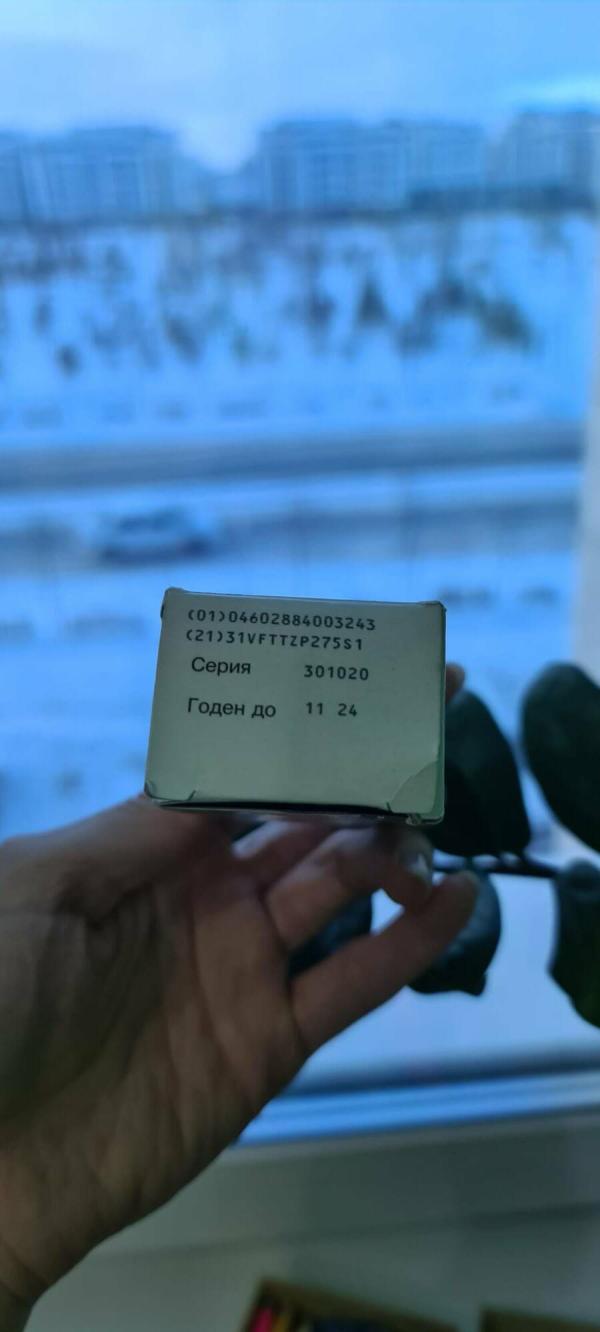 (01)04602884003243
(21)31VFTTZP275S1
Серия 301020
Годен до 11 24